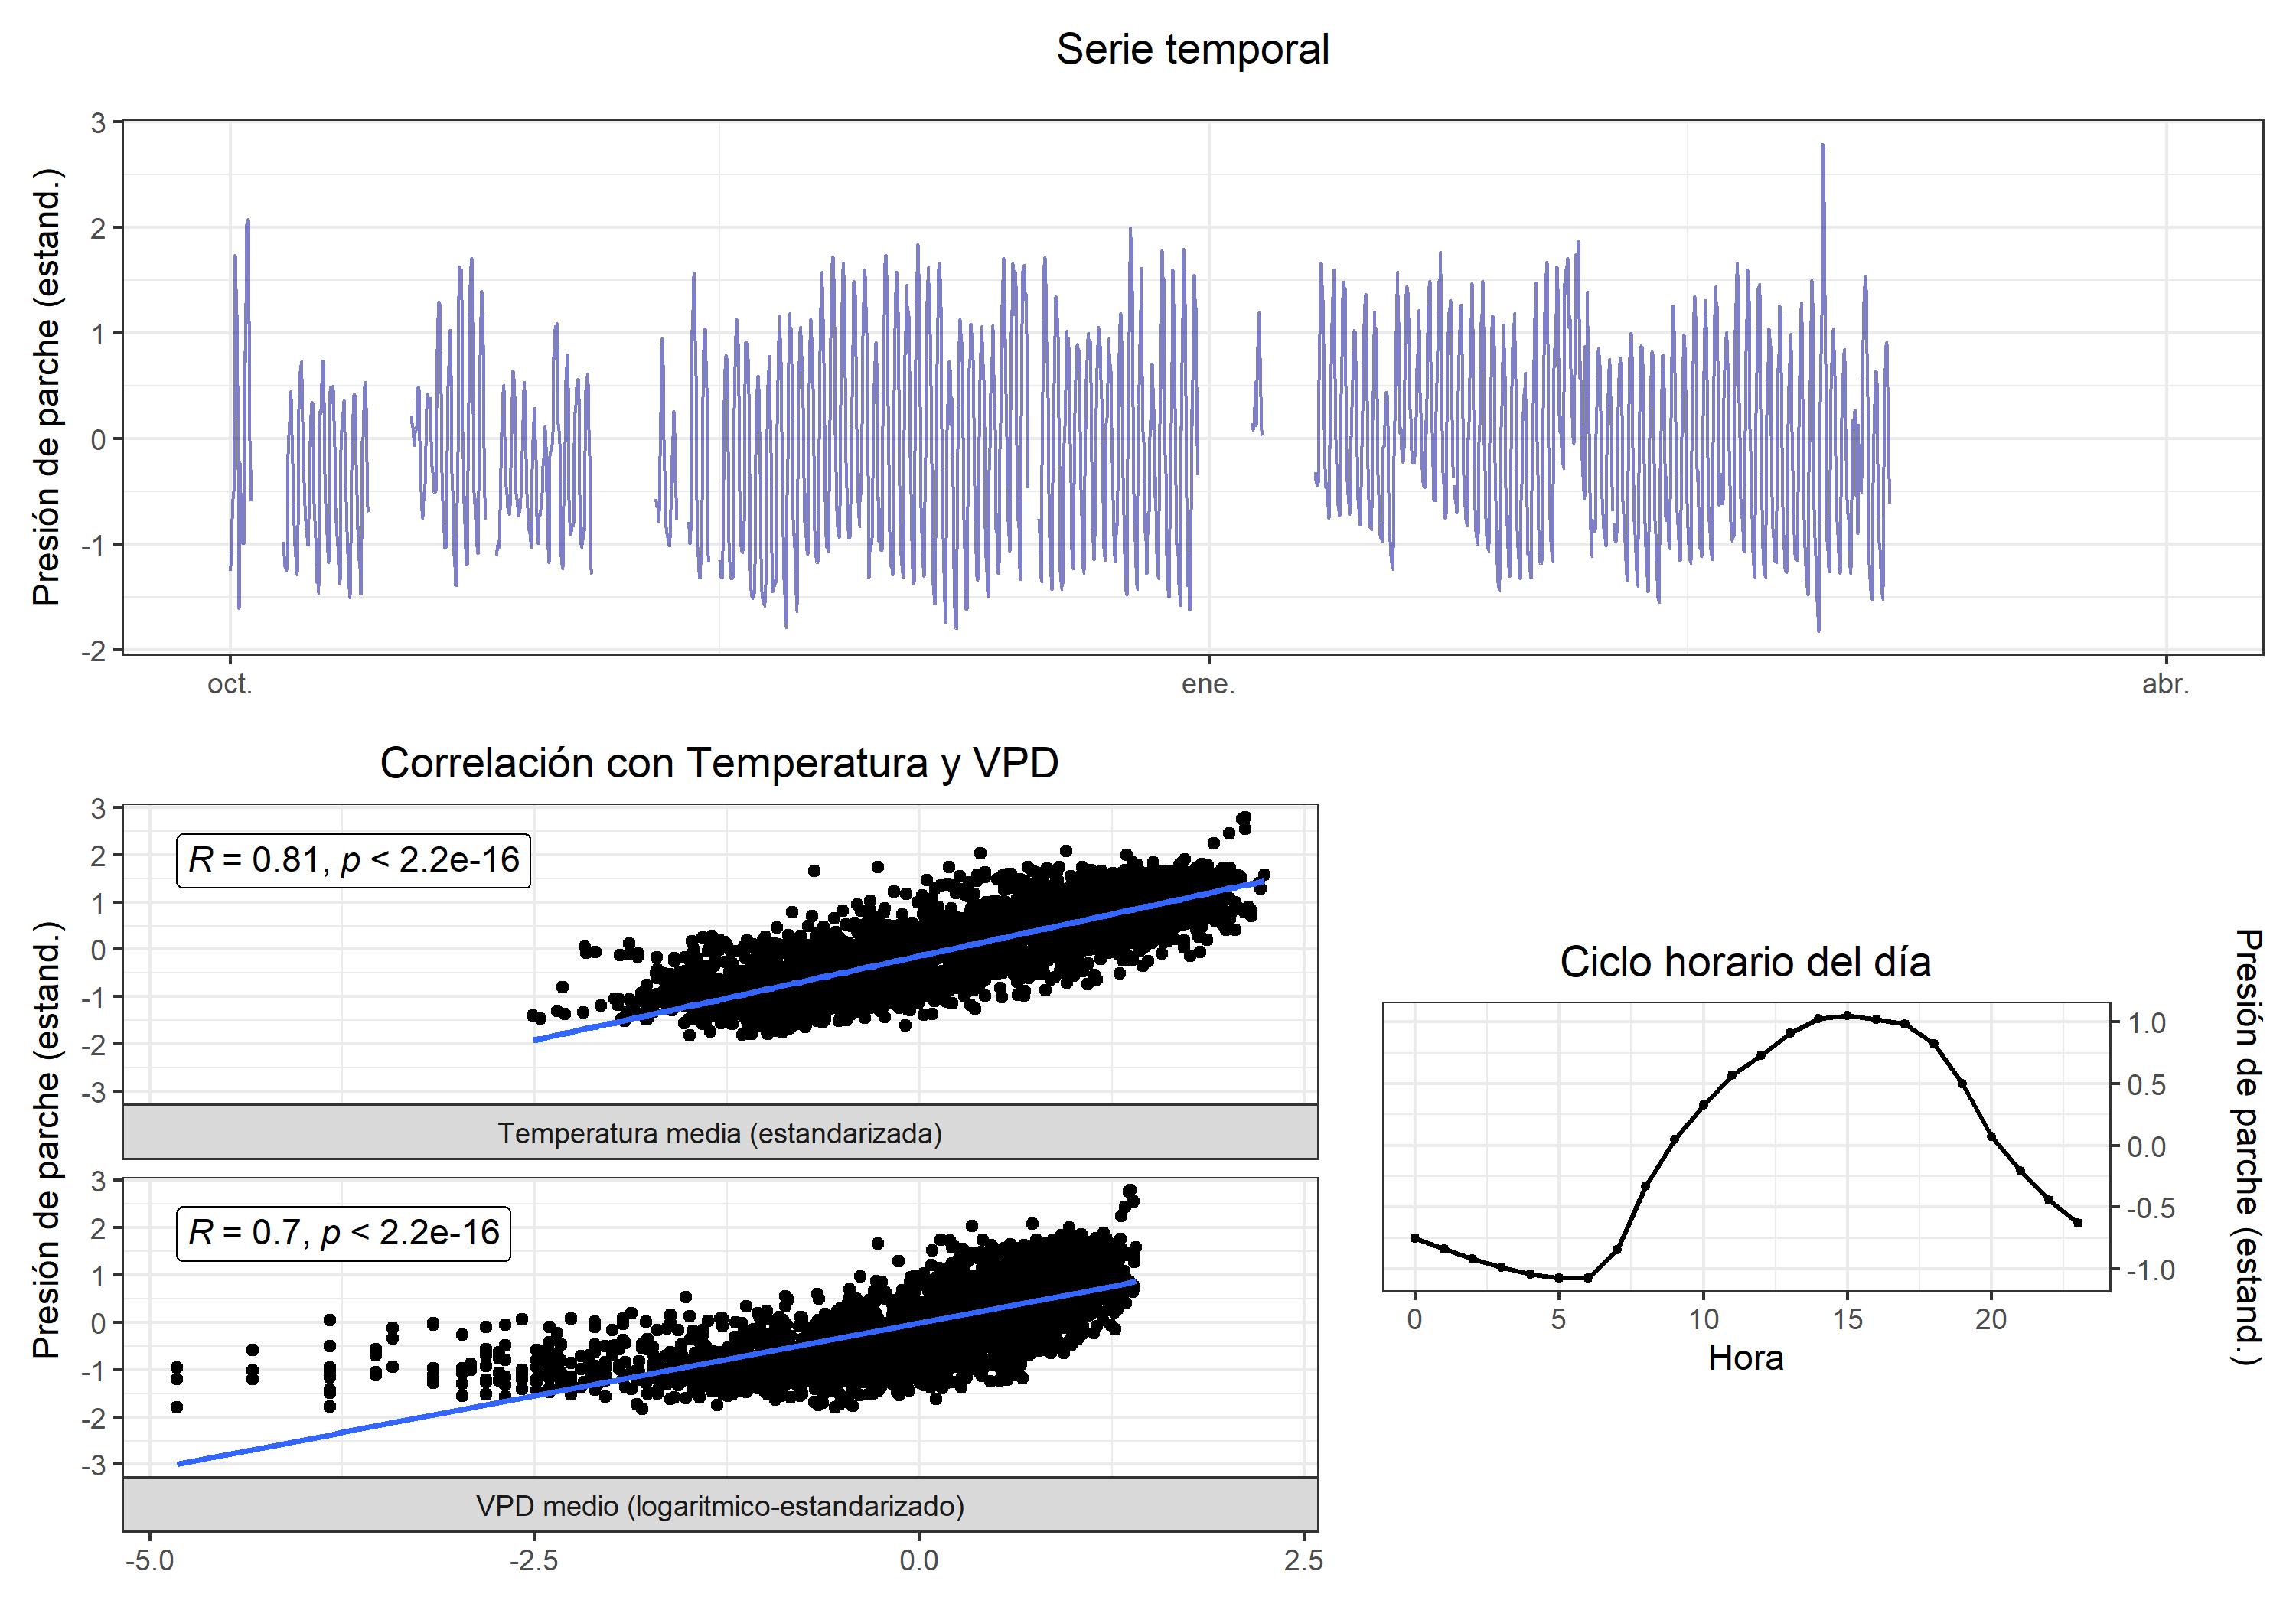 Serie temporal
Presión de parche (estand.)
3
2
1
0
-1
-2
oct.
ene.
abr.
Correlación con Temperatura y VPD
Presión de parche (estand.)
3
2
1
0
-1
-2
-3
R = 0.81, p < 2.2e-16
Temperatura media (estandarizada)
3
2
1
0
-1
-2
-3
R = 0.7, p < 2.2e-16
VPD medio (logaritmico-estandarizado)
-5.0
-2.5
0.0
2.5
Ciclo horario del día
1.0
0.5
0.0
-0.5
-1.0
Presión de parche (estand.)
0
5
10
15
20
Hora